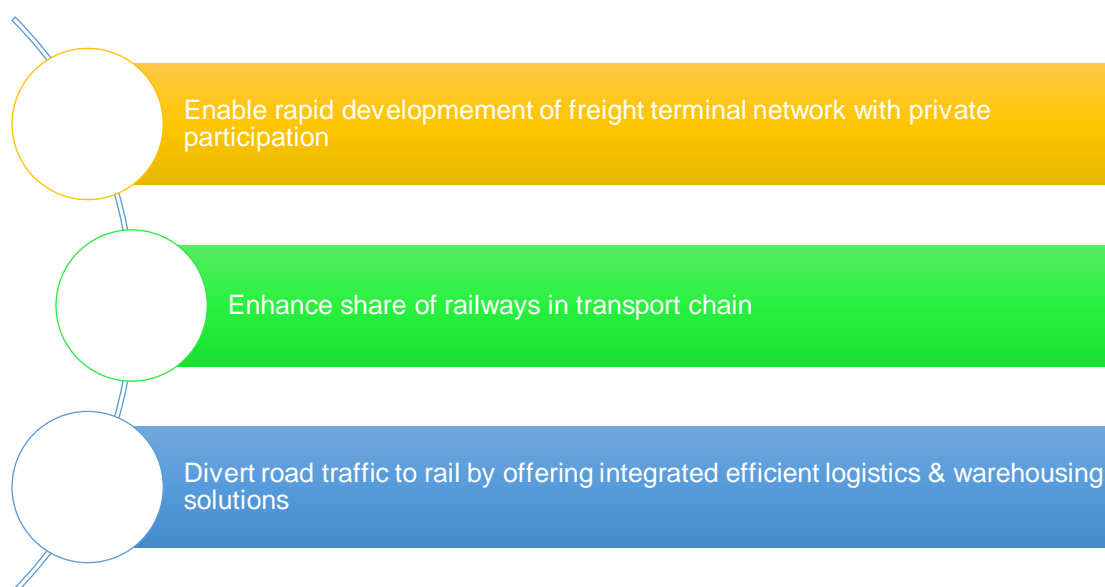 Enable rapid developmement of freight terminal network with private
participation
Enhance share of railways in transport chain
Divert road traffic to rail by offering integrated efficient logistics & warehousing
solutions